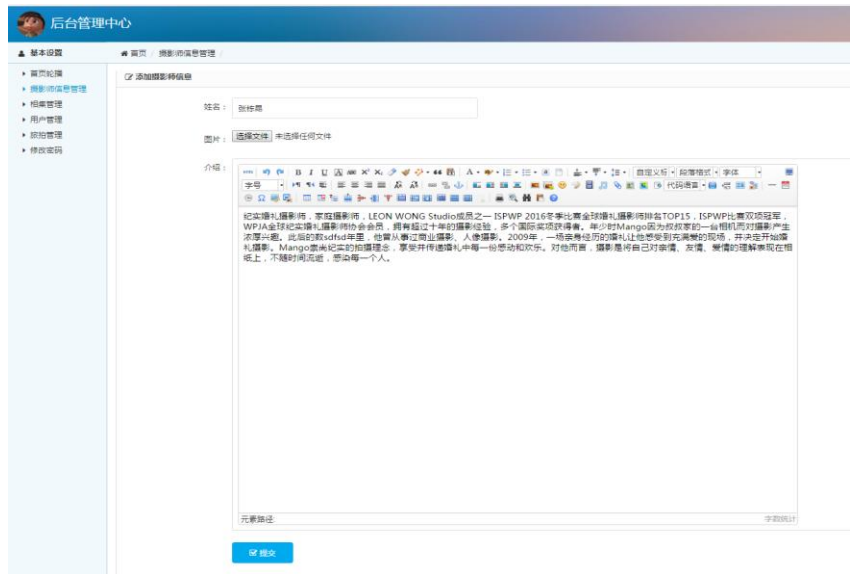 后台管理中心
基本设置
首页 / 摄影师信息管理 /
首页轮播
摄影师信息管理
相案管理
用户管理
旅拍管理
修改密码
添加摄影师信息
姓名：
图片： 选择文件 未选择任何文件
介绍：
自定义标 段落格式 字体
字号 代码语言
纪实婚礼摄影师，家庭摄影师，LEON WONG Studio成员之一 ISPWP 2016冬季比赛全球婚礼摄影师排名TOP15，ISPWP比赛双项冠军，
WPJA全球纪实婚礼摄影师协会会员，拥有超过十年的摄影经验，多个国际奖项获得者。年少时Mango因为叔叔家的一台相机而对摄影产生
浓厚兴趣。此后的数sdfsd年里，他曾从事过商业摄影、人像摄影。2009年，一场亲身经历的婚礼让他感受到充满爱的现场，并决定开始婚
礼摄影。Mango崇尚纪实的拍摄理念，享受并传递婚礼中每一份感动和欢乐。对他而言，摄影是将自己对亲情、友情、爱情的理解表现在相
纸上，不随时间流逝，感染每一个人。
元素路径:
字数统计
提交